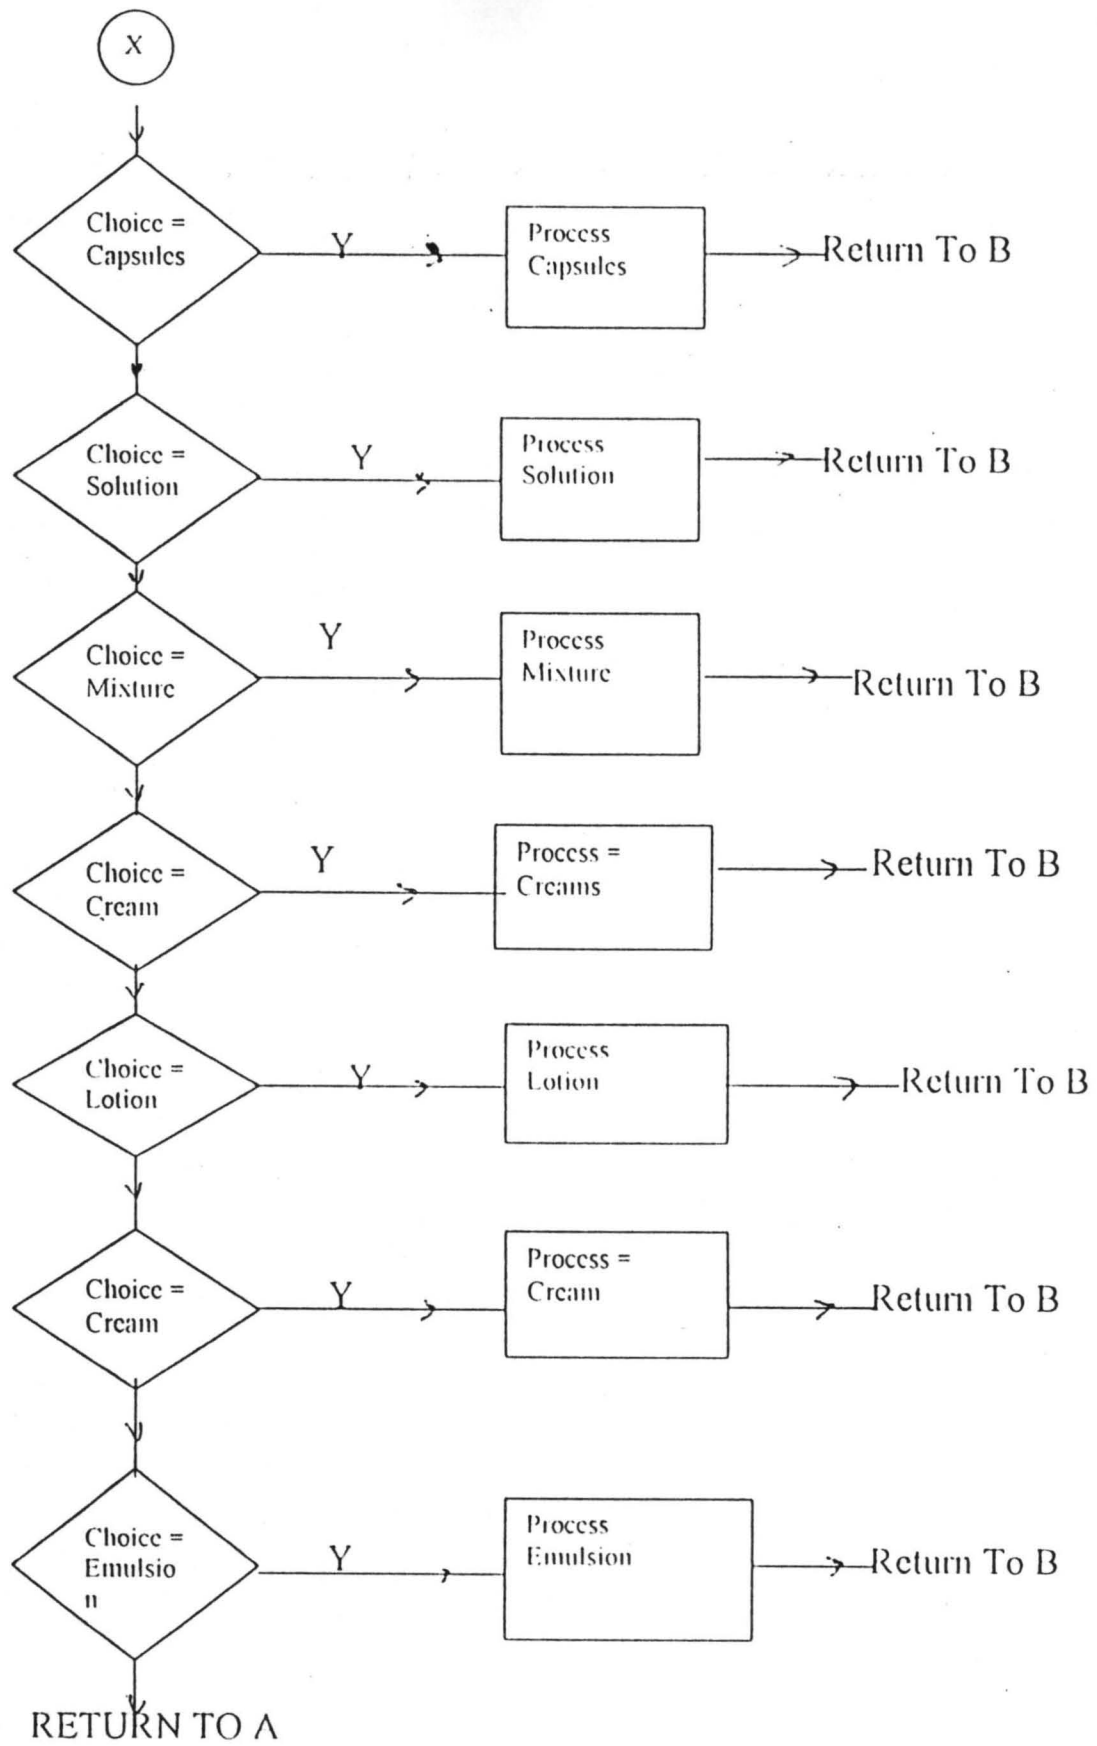 X
Choice =
Capsules
Y
Process
Capsules
Return To B
Choice =
Solution
Y
Process
Solution
Return To B
Choice =
Mixture
Y
Process
Mixture
Return To B
Choice =
Cream
Y
Process =
Creams
Return To B
Choice =
Lotion
Y
Process
Lotion
Return To B
Choice =
Cream
Y
Process =
Cream
Return To B
Choice =
Emulsio
n
Y
Process
Emulsion
Return To B
RETURN TO A